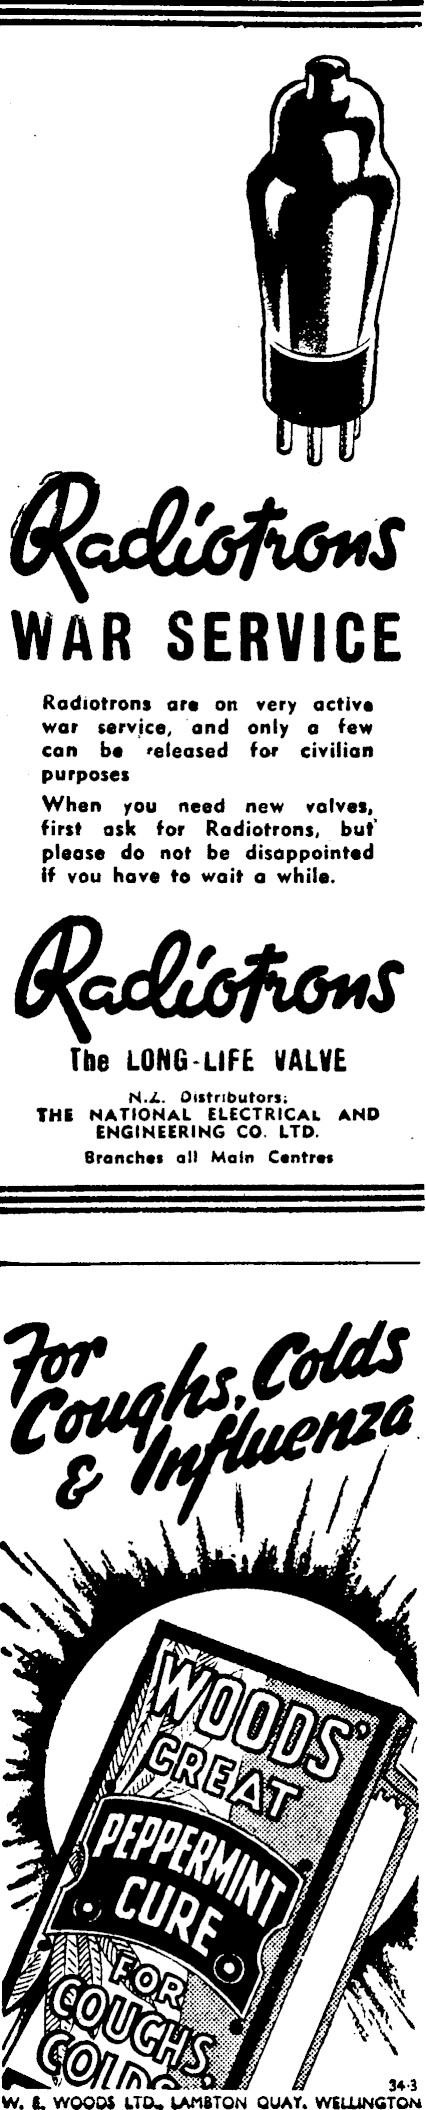 Radiotrons
WAR SERVICE
Radiotrons are on very active
war service, and only a few
can be released for civilian
purposes
When you need new valves,
first ask for Radiotrons, but
please do not be disappointed
if you have to wait a while.
Radiotrons
The LONG-LIFE VALVE
N.Z. Distributors:
THE NATIONAL ELECTRICAL AND
ENGINEERING CO. LTD.
Branches all Main Centres
For
Coughs, Colds
& Influenza
WOODS'
GREAT
PEPPERMINT
CURE
FOR
COUGHS,
COLDS
34-3
W. E. WOODS LTD., LAMBTON QUAY, WELLINGTON